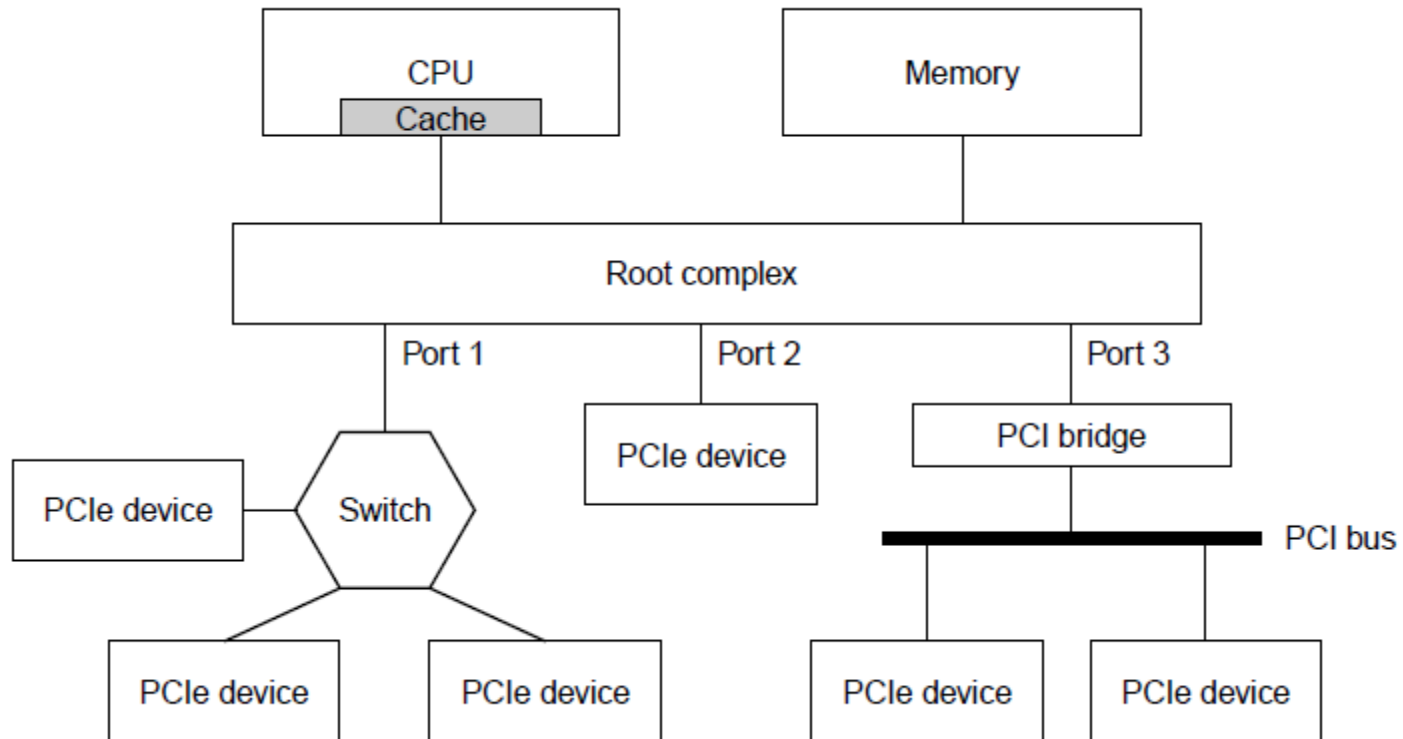 CPU
Cache
Memory
Root complex
Port 1
Port 2
Port 3
PCIe device
PCI bridge
PCIe device
Switch
PCI bus
PCIe device
PCIe device
PCIe device
PCIe device